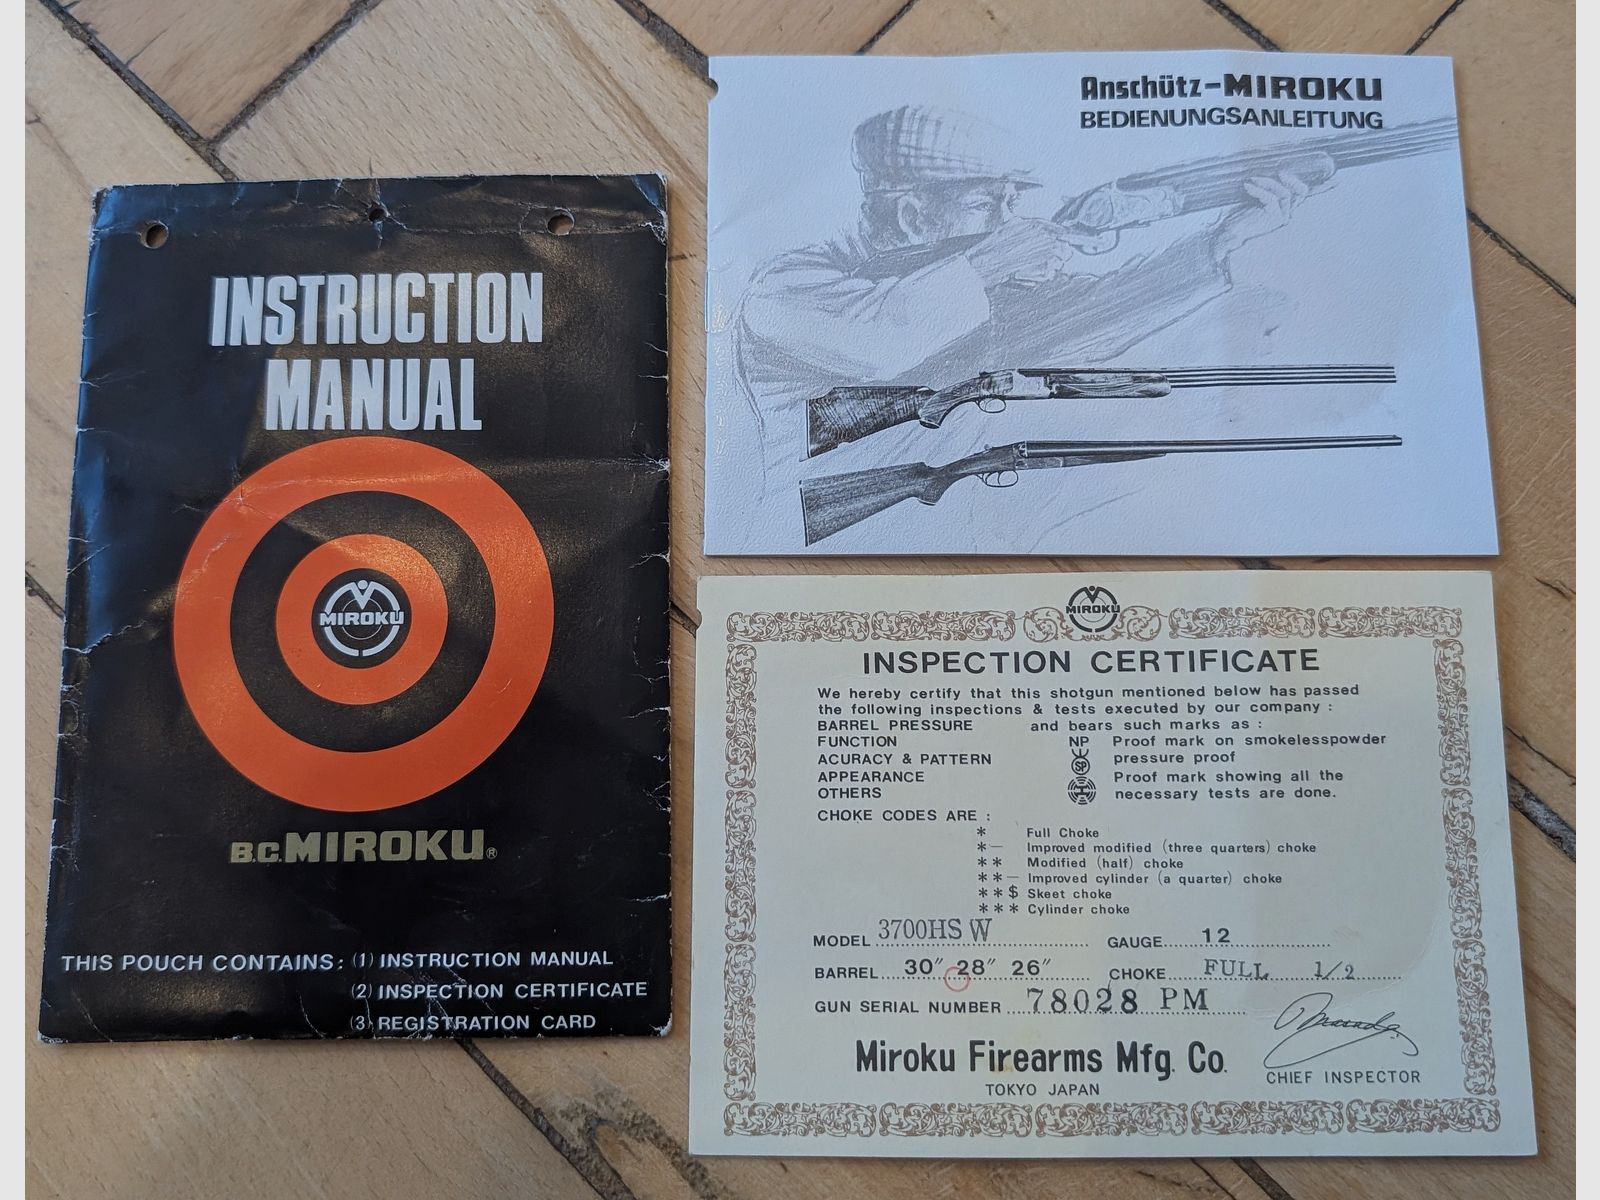 INSTRUCTION
MANUAL
MIROKU
B.C. MIROKU®
THIS POUCH CONTAINS: (1) INSTRUCTION MANUAL
(2) INSPECTION CERTIFICATE
(3) REGISTRATION CARD
Anschütz-MIROKU
BEDIENUNGSANLEITUNG
MIROKU
INSPECTION CERTIFICATE
We hereby certify that this shotgun mentioned below has passed
the following inspections & tests executed by our company :
BARREL PRESSURE and bears such marks as :
FUNCTION NP Proof mark on smokelesspowder
ACURACY & PATTERN SP pressure proof
APPEARANCE Proof mark showing all the
OTHERS necessary tests are done.
CHOKE CODES ARE :
* Full Choke
*- Improved modified (three quarters) choke
** Modified (half) choke
**- Improved cylinder (a quarter) choke
**$ Skeet choke
*** Cylinder choke
MODEL 3700HS W GAUGE 12
BARREL 30″ 28″ 26″ CHOKE FULL 1/2
GUN SERIAL NUMBER 78028 PM
Miroku Firearms Mfg. Co.
TOKYO JAPAN
CHIEF INSPECTOR